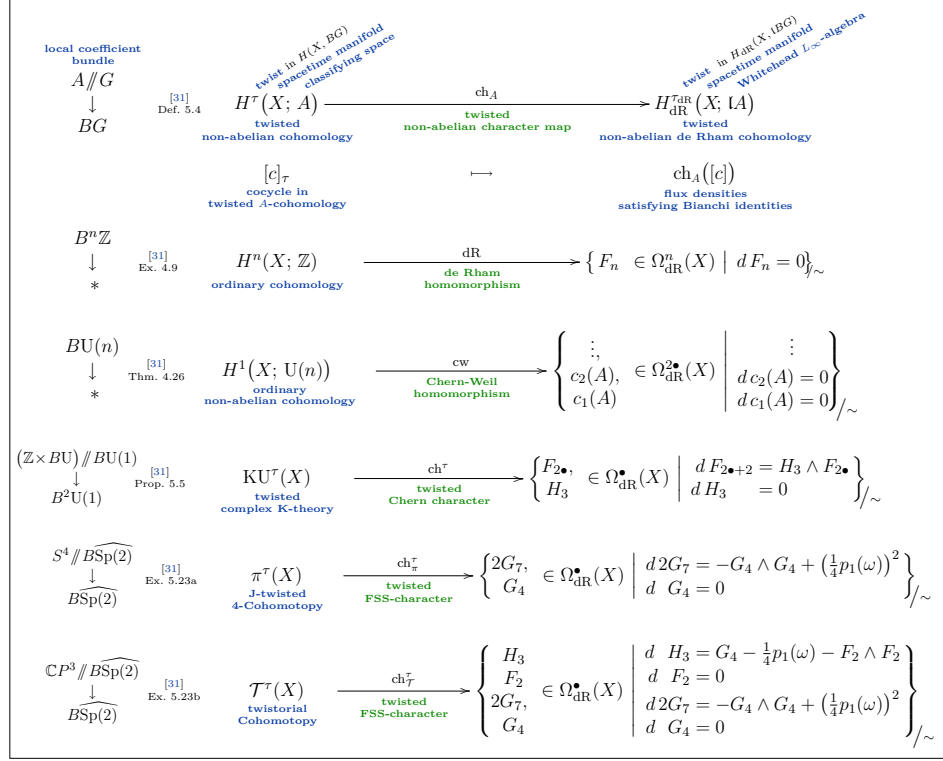 local coefficient
bundle
A⫽G
↓
BG
[31]
Def. 5.4
twist in H(X, BG)
spacetime manifold
classifying space
H^τ(X; A)
twisted
non-abelian cohomology
ch_A
twisted
non-abelian character map
twist in H_dR(X, 𝔩BG)
spacetime manifold
Whitehead L_∞-algebra
H^{τ_dR}_dR(X; 𝔩A)
twisted
non-abelian de Rham cohomology
[c]_τ
cocycle in
twisted A-cohomology
⟼
ch_A([c])
flux densities
satisfying Bianchi identities
B^nℤ
↓
*
[31]
Ex. 4.9
H^n(X; ℤ)
ordinary cohomology
dR
de Rham
homomorphism
{ F_n ∈ Ω^n_dR(X) | d F_n = 0 }/∼
BU(n)
↓
*
[31]
Thm. 4.26
H^1(X; U(n))
ordinary
non-abelian cohomology
cw
Chern-Weil
homomorphism
⋮, ⋮
c_2(A), ∈ Ω^{2•}_dR(X) | d c_2(A) = 0
c_1(A) d c_1(A) = 0 /∼
(ℤ×BU)⫽BU(1)
↓
B^2U(1)
[31]
Prop. 5.5
KU^τ(X)
twisted
complex K-theory
ch^τ
twisted
Chern character
F_{2•}, ∈ Ω^•_dR(X) | d F_{2•+2} = H_3 ∧ F_{2•}
H_3 d H_3 = 0 /∼
S^4⫽BSp(2)^
↓
BSp(2)^
[31]
Ex. 5.23a
π^τ(X)
J-twisted
4-Cohomotopy
ch^τ_π
twisted
FSS-character
2G_7, ∈ Ω^•_dR(X) | d 2G_7 = −G_4 ∧ G_4 + (¼p_1(ω))^2
G_4 d G_4 = 0 /∼
ℂP^3⫽BSp(2)^
↓
BSp(2)^
[31]
Ex. 5.23b
𝒯^τ(X)
twistorial
Cohomotopy
ch^τ_𝒯
twisted
FSS-character
H_3 d H_3 = G_4 − ¼p_1(ω) − F_2 ∧ F_2
F_2 ∈ Ω^•_dR(X) | d F_2 = 0
2G_7, d 2G_7 = −G_4 ∧ G_4 + (¼p_1(ω))^2
G_4 d G_4 = 0 /∼